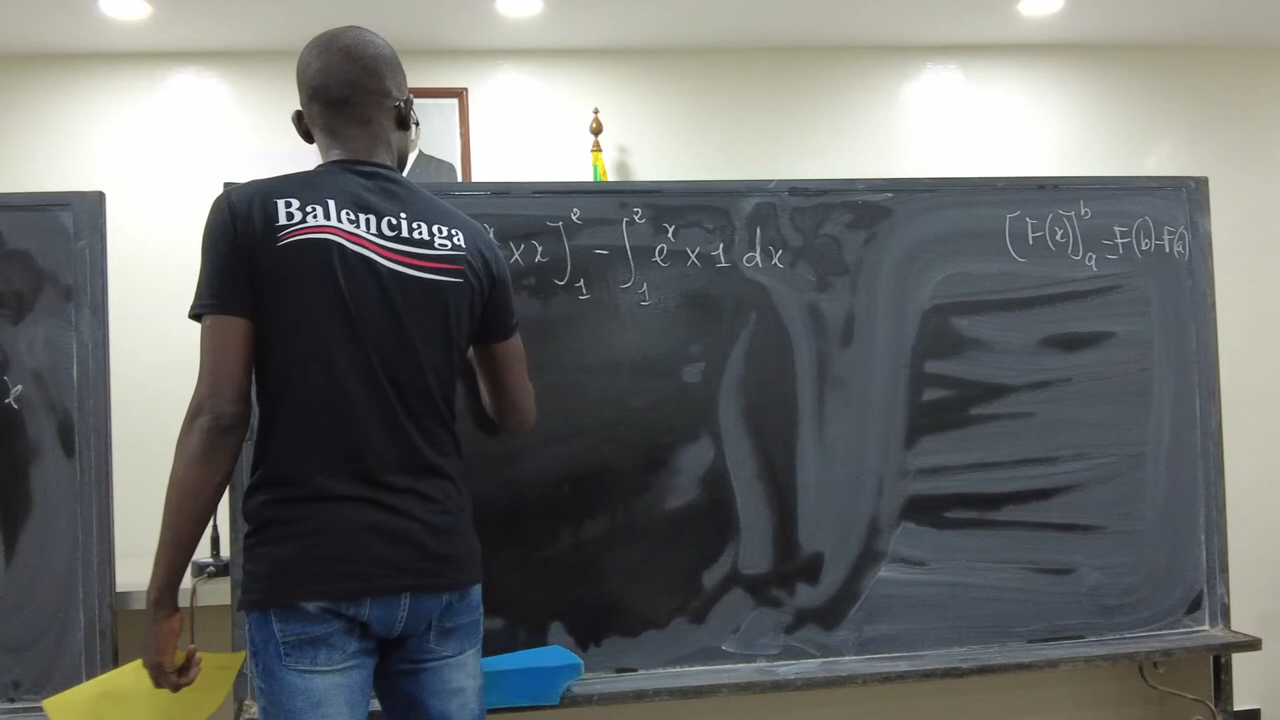 Balenciaga
x × x]₁ᵉ − ∫₁² eˣ × 1 dx
[F(x)]ₐᵇ = F(b)-F(a)